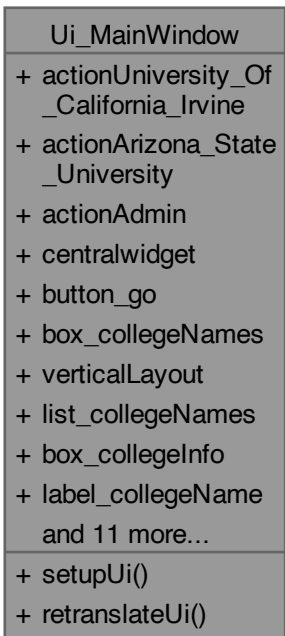 Ui_MainWindow
+ actionUniversity_Of
_California_Irvine
+ actionArizona_State
_University
+ actionAdmin
+ centralwidget
+ button_go
+ box_collegeNames
+ verticalLayout
+ list_collegeNames
+ box_collegeInfo
+ label_collegeName
and 11 more...
+ setupUi()
+ retranslateUi()